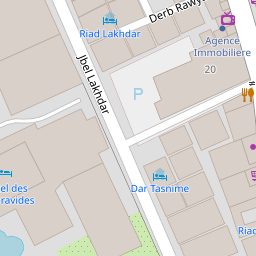 Derb Rawy
Riad Lakhdar
Agence
Immobiliere
20
Jbel Lakhdar
P
Dar Tasnime
el des
ravides
Riad